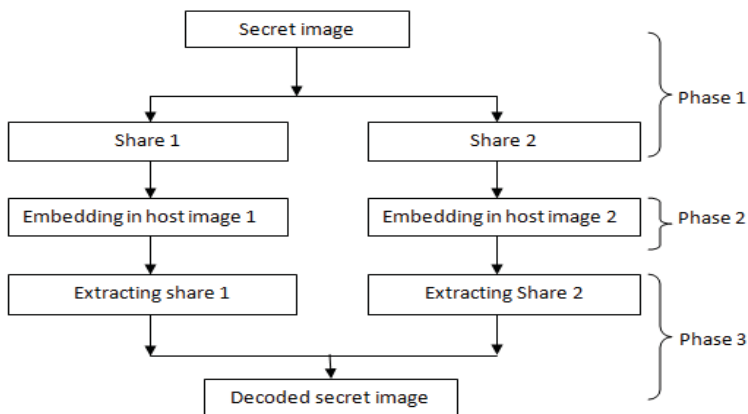 Secret image
Phase 1
Share 1
Share 2
Embedding in host image 1
Embedding in host image 2
Phase 2
Extracting share 1
Extracting Share 2
Phase 3
Decoded secret image